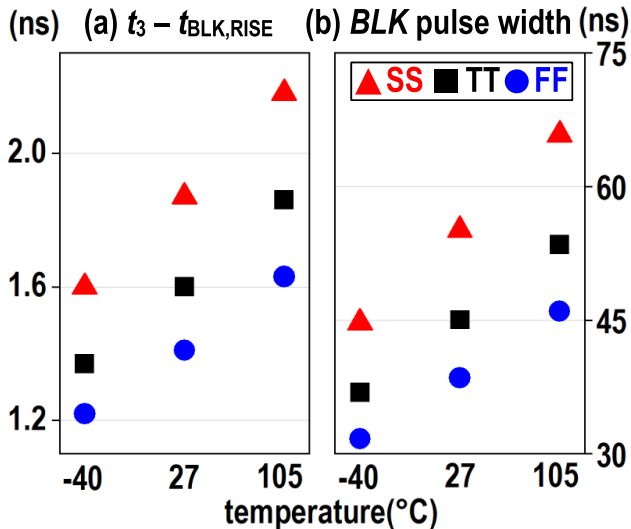 (ns) (a) t₃ – tBLK,RISE (b) BLK pulse width (ns)
75
SS TT FF
2.0
60
1.6
45
1.2
30
-40 27 105 -40 27 105
temperature(°C)